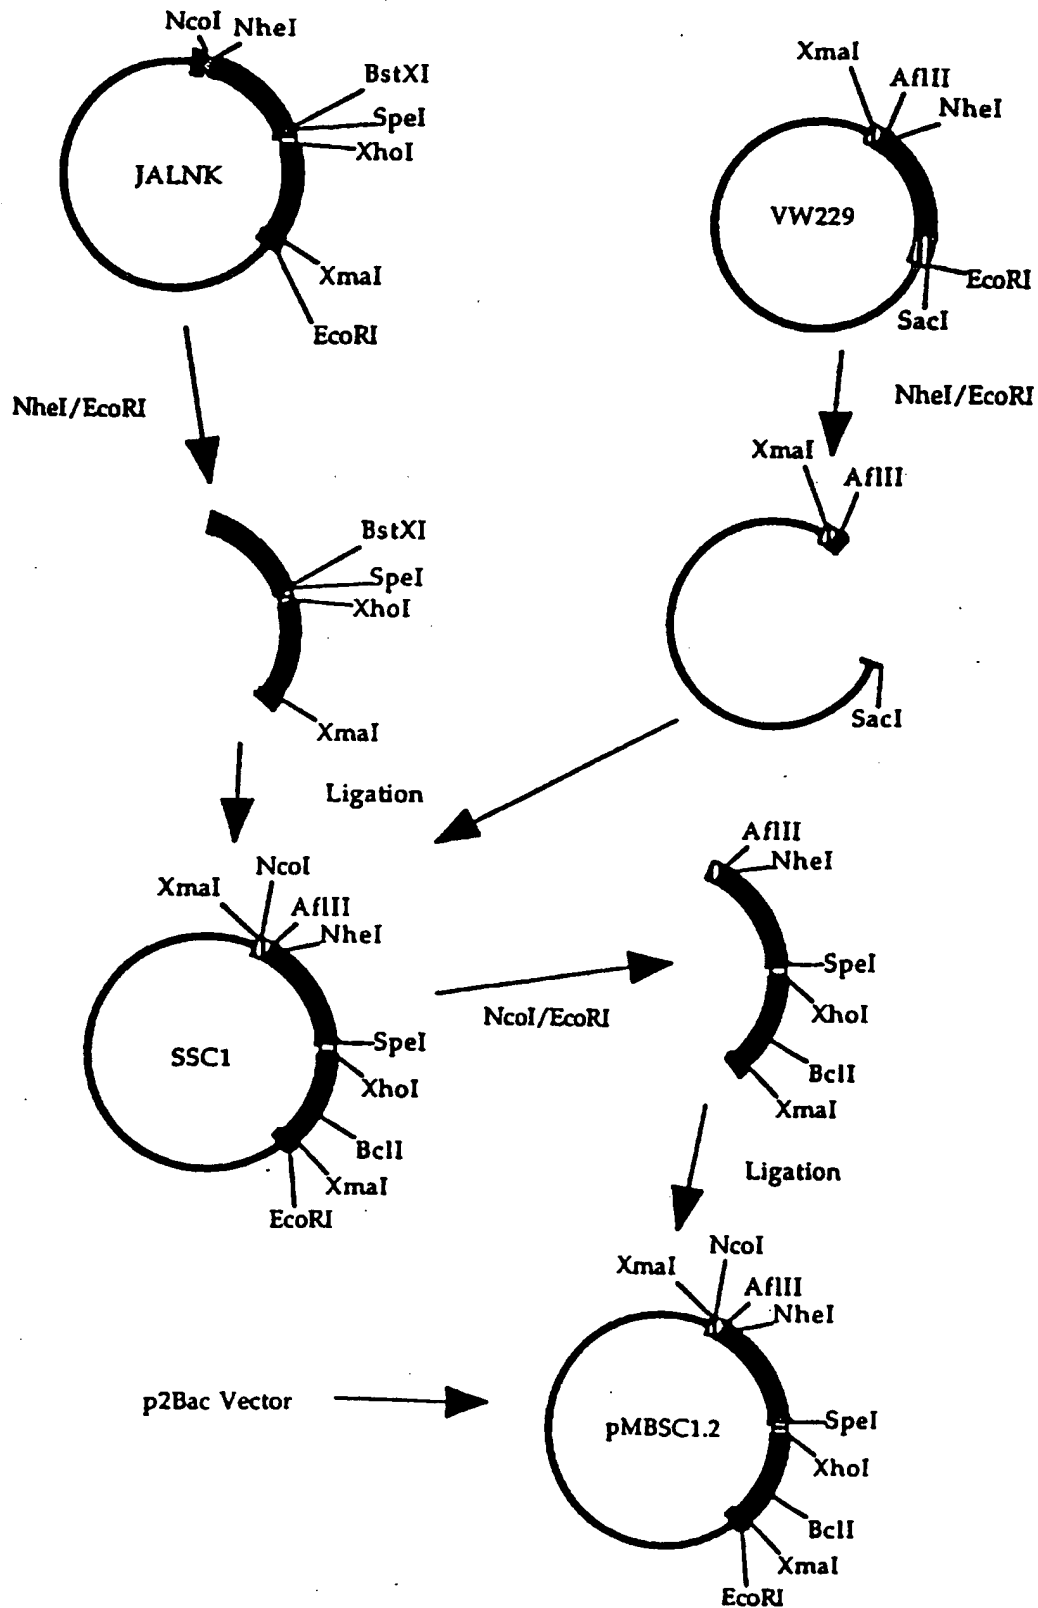 NcoI
NheI
BstXI
SpeI
XhoI
JALNK
XmaI
EcoRI
XmaI
AflII
NheI
VW229
EcoRI
SacI
NheI/EcoRI
NheI/EcoRI
BstXI
SpeI
XhoI
XmaI
XmaI
AflII
SacI
Ligation
XmaI
NcoI
AflII
NheI
SSC1
SpeI
XhoI
BclI
XmaI
EcoRI
NcoI/EcoRI
AflII
NheI
SpeI
XhoI
BclI
XmaI
Ligation
p2Bac Vector
XmaI
NcoI
AflII
NheI
pMBSC1.2
SpeI
XhoI
BclI
XmaI
EcoRI